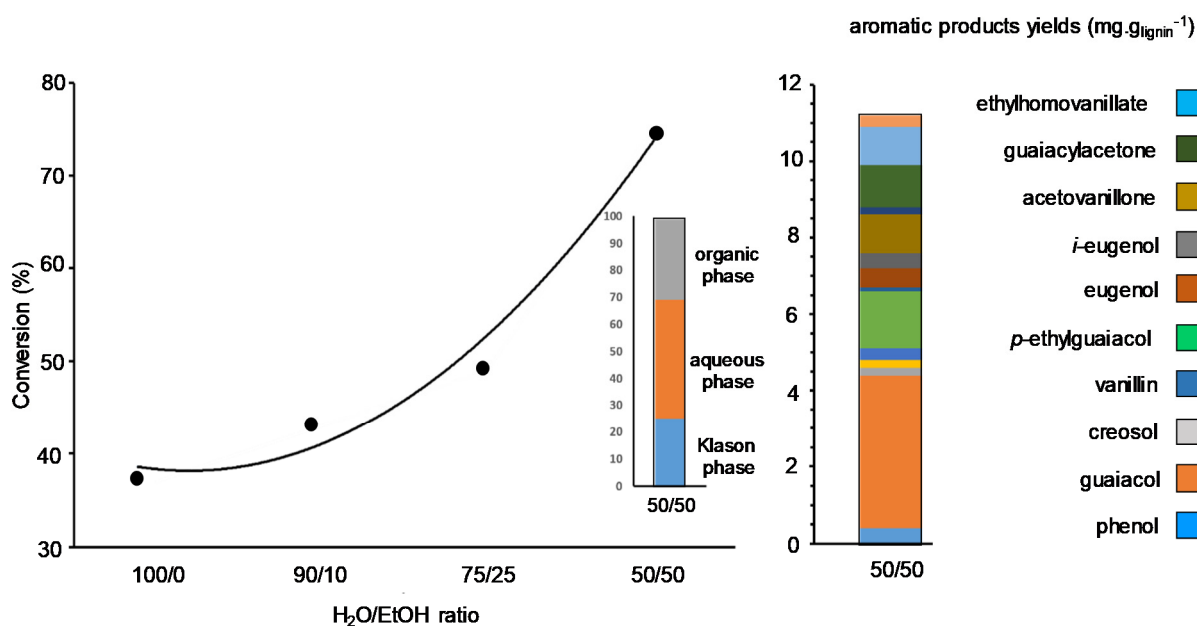 aromatic products yields (mg.glignin⁻¹)
80
70
60
50
40
30
Conversion (%)
100/0
90/10
75/25
50/50
H₂O/EtOH ratio
100
90
80
70
60
50
40
30
20
10
0
organic
phase
aqueous
phase
Klason
phase
50/50
12
10
8
6
4
2
0
50/50
ethylhomovanillate
guaiacylacetone
acetovanillone
i-eugenol
eugenol
p-ethylguaiacol
vanillin
creosol
guaiacol
phenol